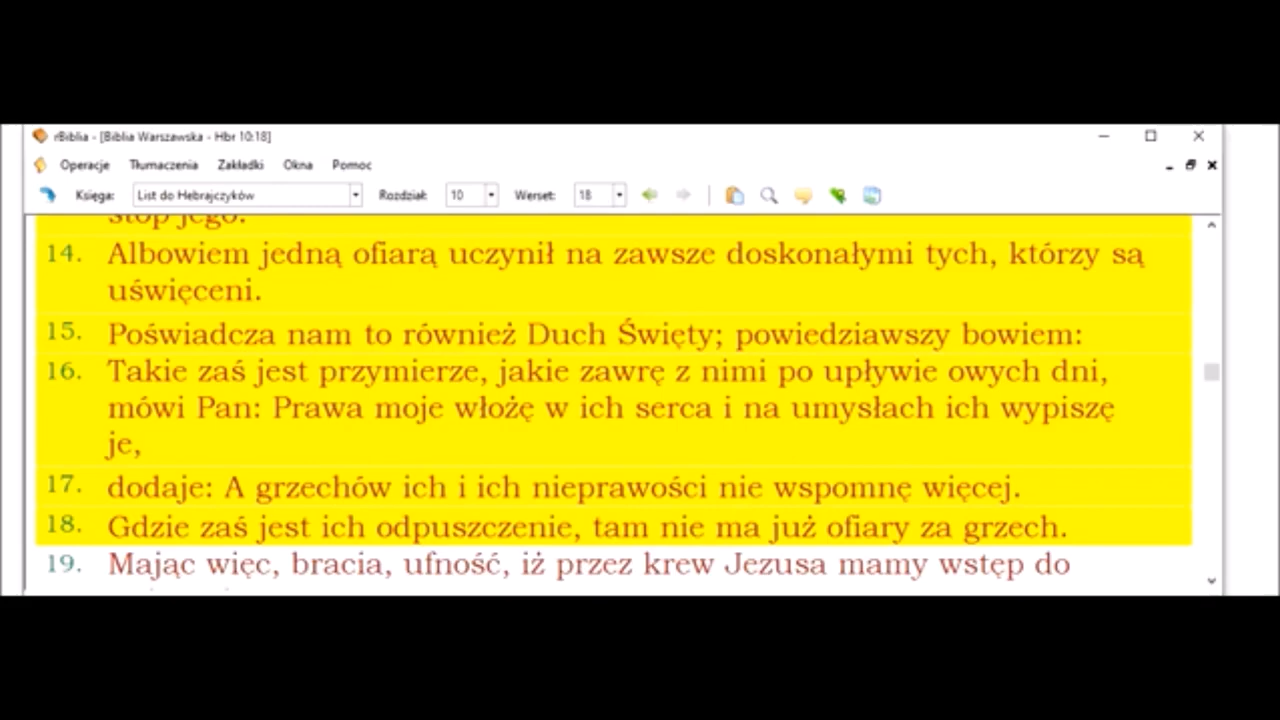 rBiblia - [Biblia Warszawska - Hbr 10:18]
Operacje Tłumaczenia Zakładki Okna Pomoc
Księga: List do Hebrajczyków Rozdział: 10 Werset: 18
stóp jego.
14. Albowiem jedną ofiarą uczynił na zawsze doskonałymi tych, którzy są
uświęceni.
15. Poświadcza nam to również Duch Święty; powiedziawszy bowiem:
16. Takie zaś jest przymierze, jakie zawrę z nimi po upływie owych dni,
mówi Pan: Prawa moje włożę w ich serca i na umysłach ich wypiszę
je,
17. dodaje: A grzechów ich i ich nieprawości nie wspomnę więcej.
18. Gdzie zaś jest ich odpuszczenie, tam nie ma już ofiary za grzech.
19. Mając więc, bracia, ufność, iż przez krew Jezusa mamy wstęp do